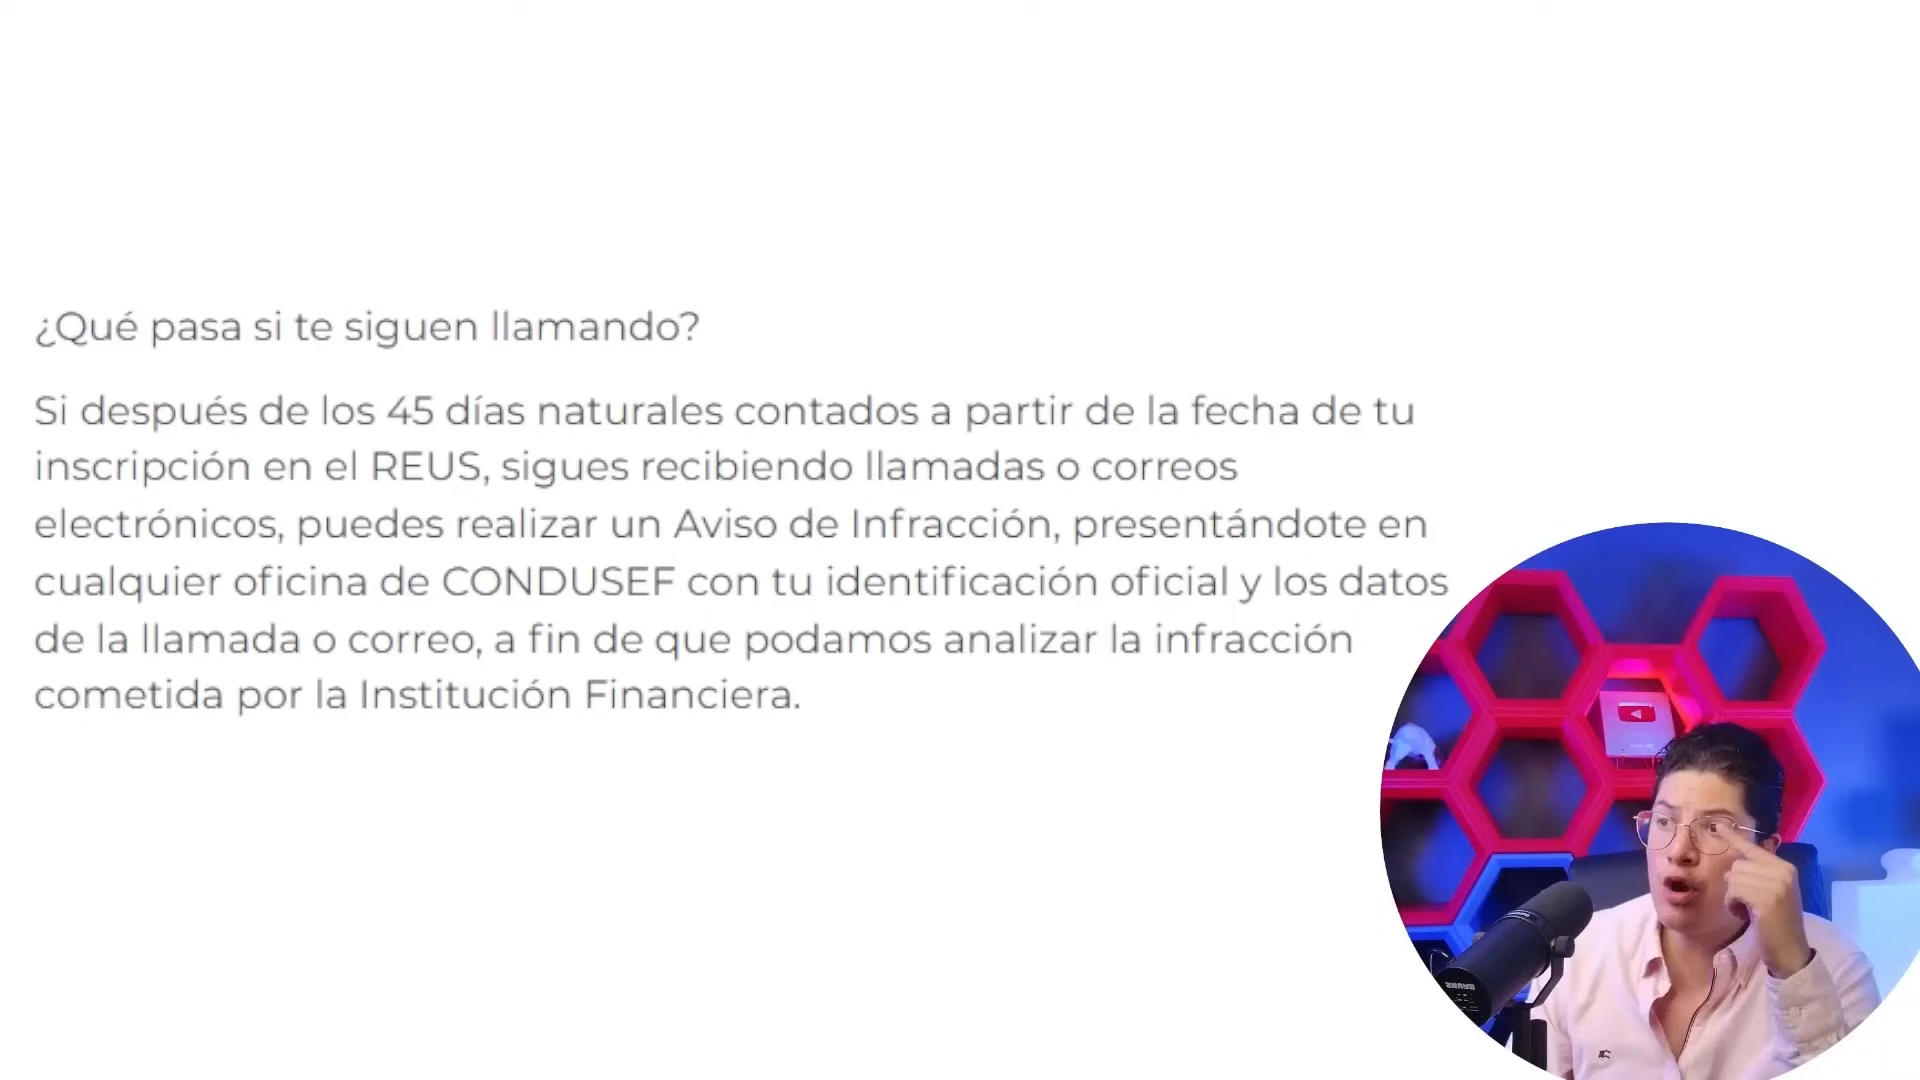 ¿Qué pasa si te siguen llamando?
Si después de los 45 días naturales contados a partir de la fecha de tu
inscripción en el REUS, sigues recibiendo llamadas o correos
electrónicos, puedes realizar un Aviso de Infracción, presentándote en
cualquier oficina de CONDUSEF con tu identificación oficial y los datos
de la llamada o correo, a fin de que podamos analizar la infracción
cometida por la Institución Financiera.